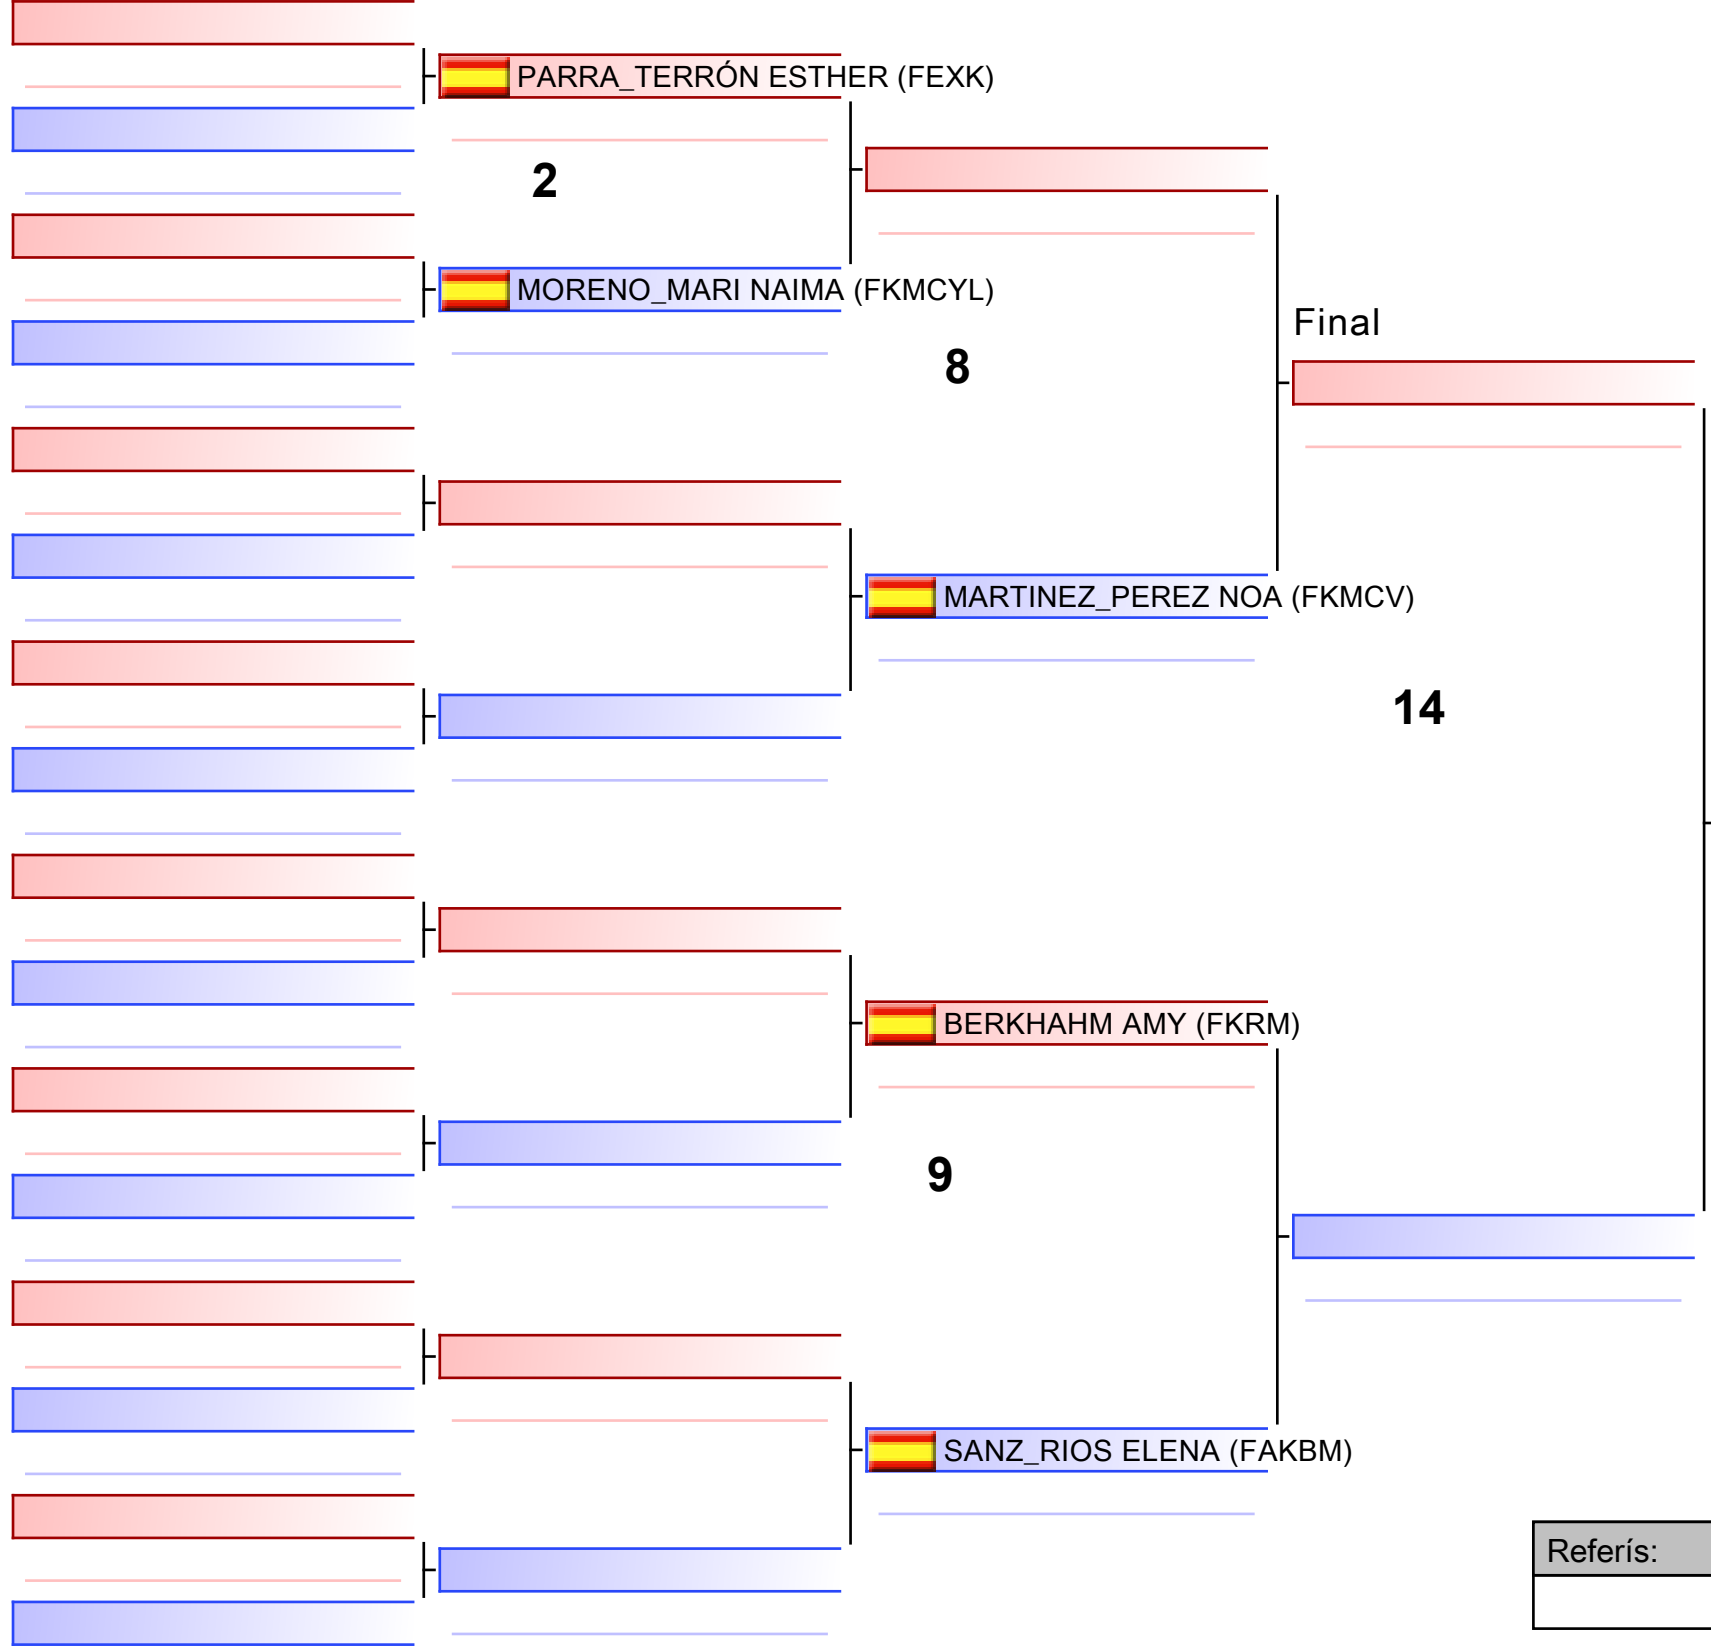 PARRA_TERRÓN ESTHER (FEXK)
2
MORENO_MARI NAIMA (FKMCYL)
Final
8
MARTINEZ_PEREZ NOA (FKMCV)
14
BERKHAHM AMY (FKRM)
9
SANZ_RIOS ELENA (FAKBM)
Referís: